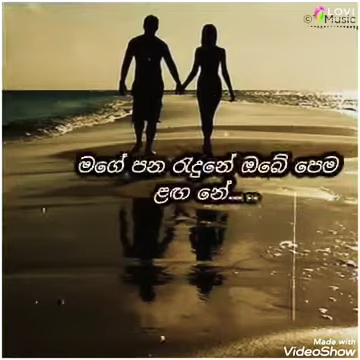 LOVI
© Music
මගේ පන රැදුනේ ඔබේ පෙම
ළඟ නේ.....
Made with
VideoShow